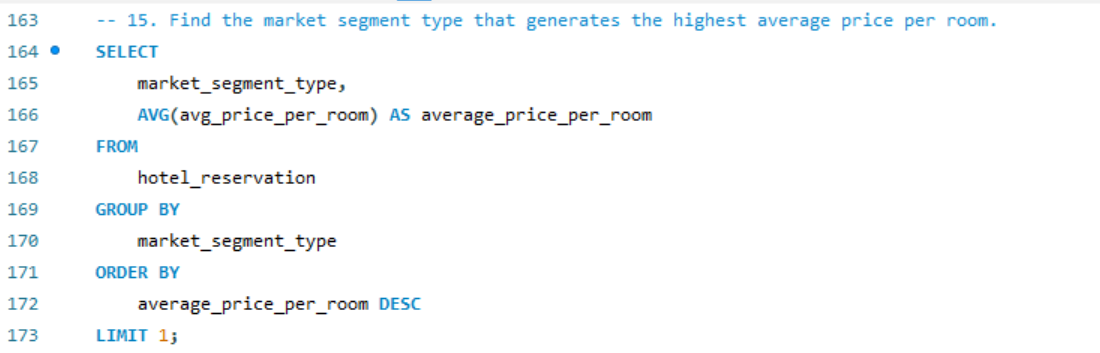 163 -- 15. Find the market segment type that generates the highest average price per room.
164 SELECT
165 market_segment_type,
166 AVG(avg_price_per_room) AS average_price_per_room
167 FROM
168 hotel_reservation
169 GROUP BY
170 market_segment_type
171 ORDER BY
172 average_price_per_room DESC
173 LIMIT 1;